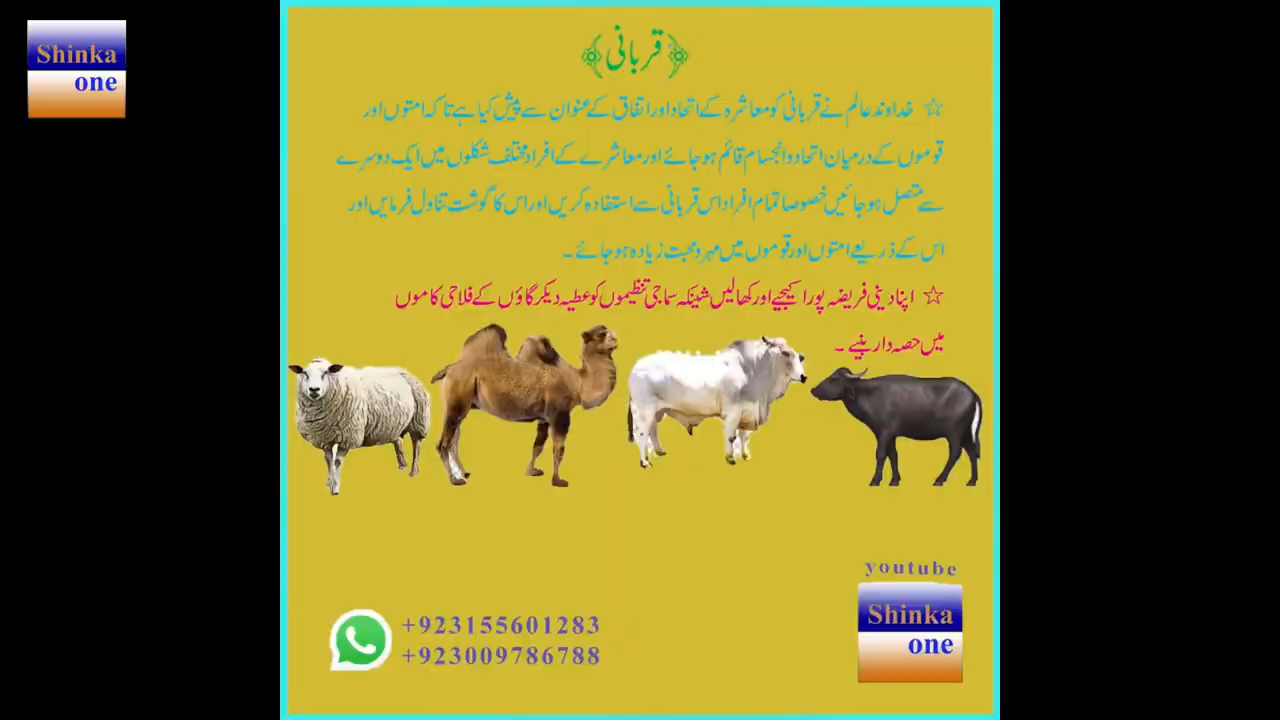 Shinka
one
﴿قربانی﴾
☆ خداوند عالم نے قربانی کو معاشرہ کے اتحاد اور اتفاق کے عنوان سے پیش کیا ہے تاکہ امتوں اور
قوموں کے درمیان اتحاد و انجسام قائم ہو جائے اور معاشرے کے افراد مختلف شکلوں میں ایک دوسرے
سے متصل ہو جائیں خصوصا تمام افراد اس قربانی سے استفادہ کریں اور اس کا گوشت تناول فرمایں اور
اس کے ذریعے امتوں اور قوموں میں مہر و محبت زیادہ ہو جائے ۔
☆ اپنا دینی فریضہ پورا کیجیے اور کھالیں شینکہ سماجی تنظیموں کو عطیہ دیکر گاؤں کے فلاحی کاموں
میں حصہ دار بنیے ۔
youtube
Shinka
one
+923155601283
+923009786788